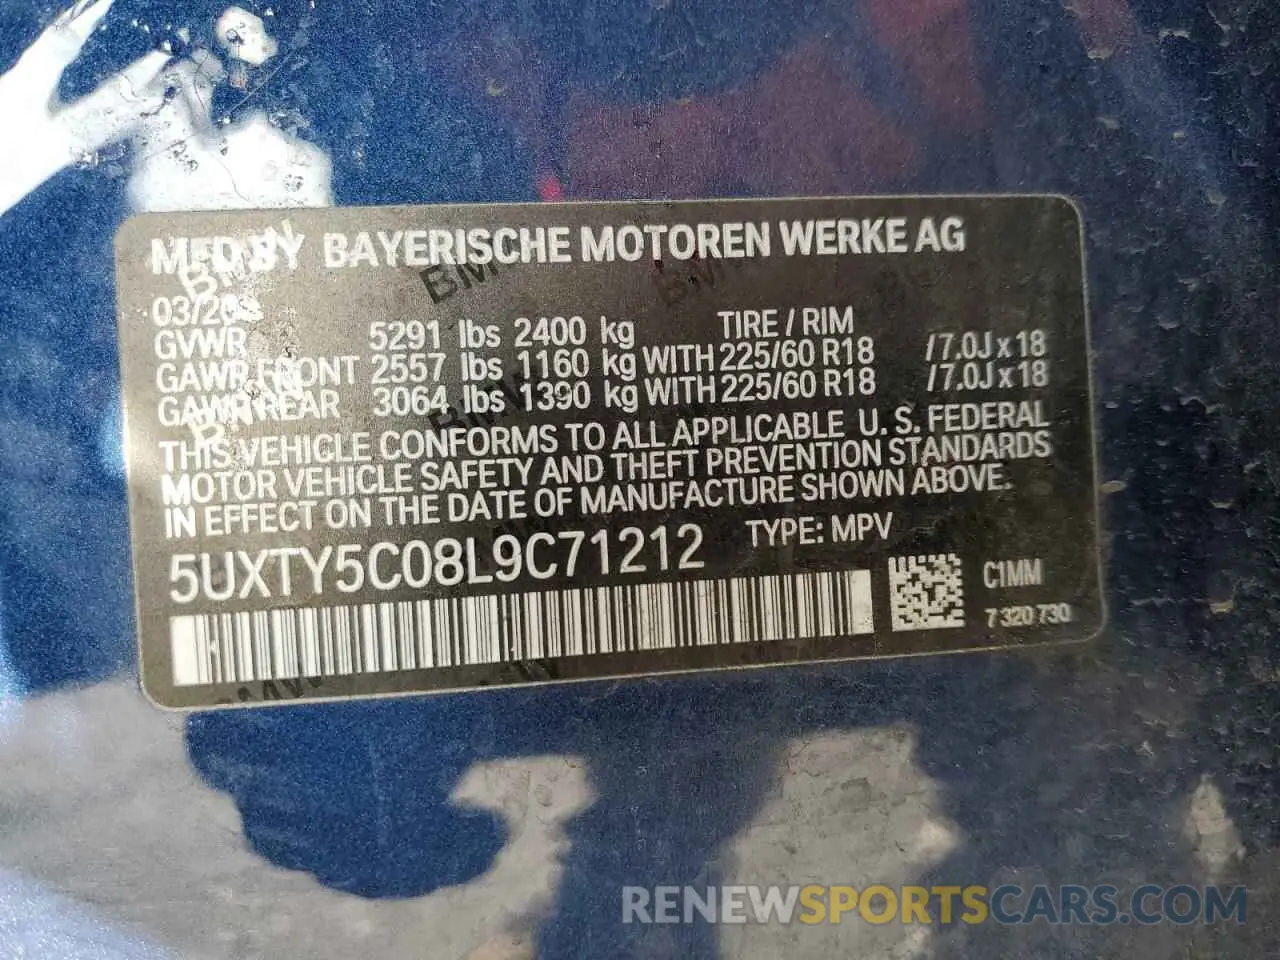 MFD BY BAYERISCHE MOTOREN WERKE AG
03/20
GVWR 5291 lbs 2400 kg TIRE / RIM
GAWR FRONT 2557 lbs 1160 kg WITH 225/60 R18 /7.0J x 18
GAWR REAR 3064 lbs 1390 kg WITH 225/60 R18 /7.0J x 18
THIS VEHICLE CONFORMS TO ALL APPLICABLE U. S. FEDERAL
MOTOR VEHICLE SAFETY AND THEFT PREVENTION STANDARDS
IN EFFECT ON THE DATE OF MANUFACTURE SHOWN ABOVE.
5UXTY5C08L9C71212 TYPE: MPV
C1MM
7 320 730
RENEWSPORTSCARS.COM